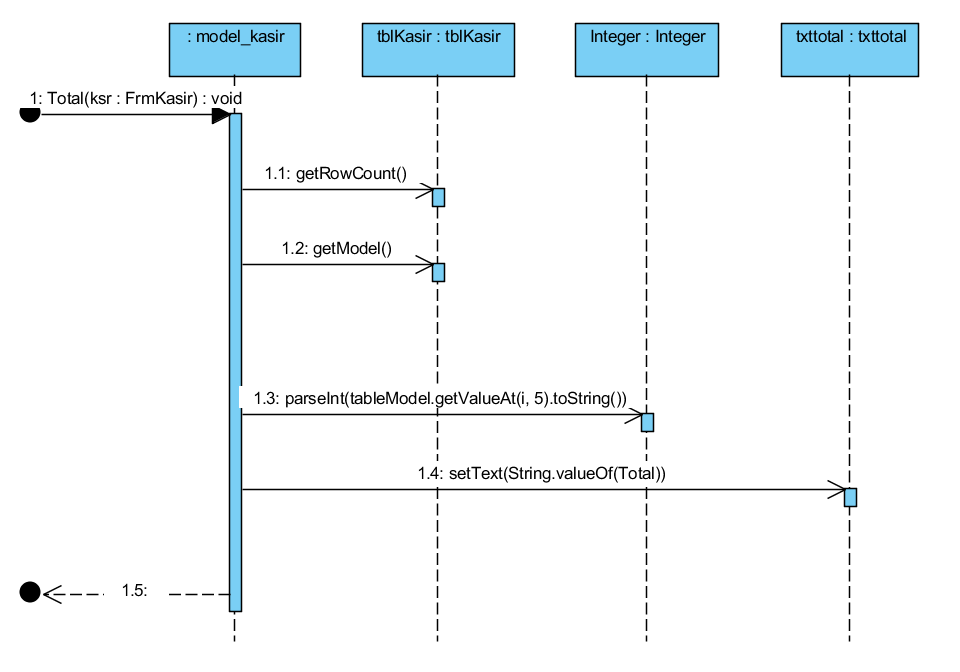 : model_kasir
tblKasir : tblKasir
Integer : Integer
txttotal : txttotal
1: Total(ksr : FrmKasir) : void
1.1: getRowCount()
1.2: getModel()
1.3: parseInt(tableModel.getValueAt(i, 5).toString())
1.4: setText(String.valueOf(Total))
1.5: